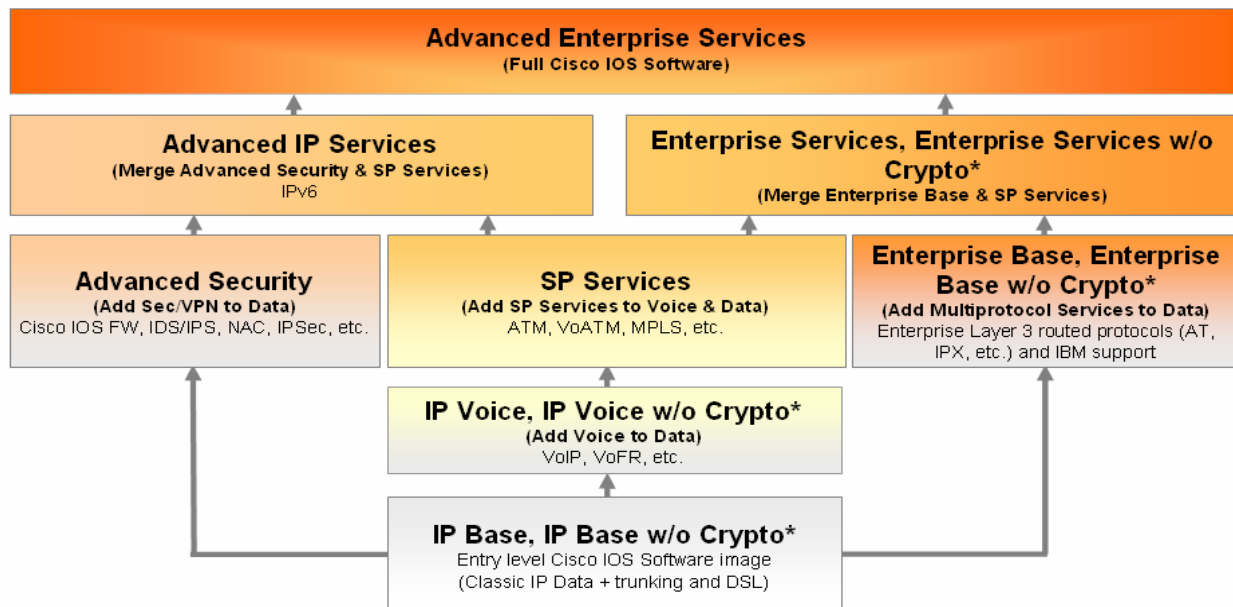 Advanced Enterprise Services
(Full Cisco IOS Software)
Advanced IP Services
(Merge Advanced Security & SP Services)
IPv6
Enterprise Services, Enterprise Services w/o
Crypto*
(Merge Enterprise Base & SP Services)
Advanced Security
(Add Sec/VPN to Data)
Cisco IOS FW, IDS/IPS, NAC, IPSec, etc.
SP Services
(Add SP Services to Voice & Data)
ATM, VoATM, MPLS, etc.
Enterprise Base, Enterprise
Base w/o Crypto*
(Add Multiprotocol Services to Data)
Enterprise Layer 3 routed protocols (AT,
IPX, etc.) and IBM support
IP Voice, IP Voice w/o Crypto*
(Add Voice to Data)
VoIP, VoFR, etc.
IP Base, IP Base w/o Crypto*
Entry level Cisco IOS Software image
(Classic IP Data + trunking and DSL)